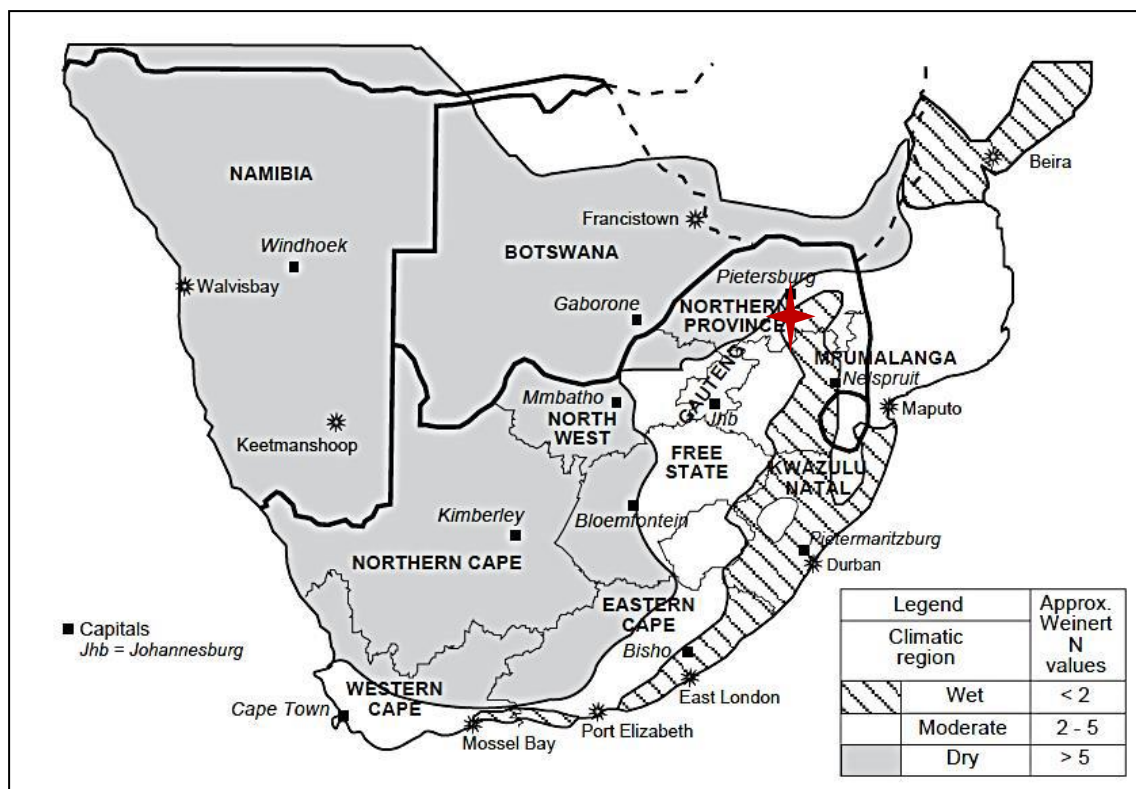 Beira
NAMIBIA
Francistown
Windhoek
BOTSWANA
Pietersburg
Walvisbay
Gaborone
NORTHERN
PROVINCE
MPUMALANGA
GAUTENG
Nelspruit
Mmbatho
Jhb
Maputo
NORTH
WEST
Keetmanshoop
FREE
STATE
KWAZULU
NATAL
Kimberley
Bloemfontein
Pietermaritzburg
NORTHERN CAPE
Durban
EASTERN
CAPE
Capitals
Jhb = Johannesburg
Bisho
WESTERN
CAPE
East London
Cape Town
Port Elizabeth
Mossel Bay
Legend
Approx.
Weinert
N
values
Climatic
region
Wet < 2
Moderate 2 - 5
Dry > 5